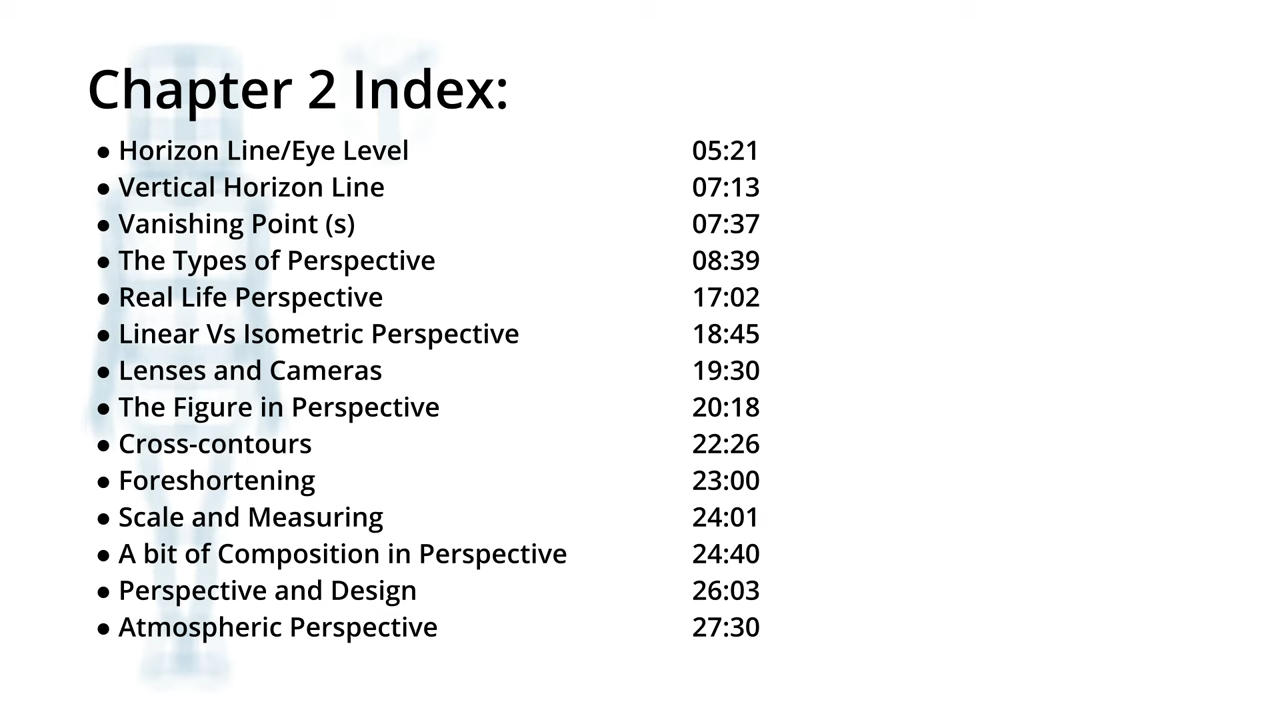 Chapter 2 Index:
● Horizon Line/Eye Level 05:21
● Vertical Horizon Line 07:13
● Vanishing Point (s) 07:37
● The Types of Perspective 08:39
● Real Life Perspective 17:02
● Linear Vs Isometric Perspective 18:45
● Lenses and Cameras 19:30
● The Figure in Perspective 20:18
● Cross-contours 22:26
● Foreshortening 23:00
● Scale and Measuring 24:01
● A bit of Composition in Perspective 24:40
● Perspective and Design 26:03
● Atmospheric Perspective 27:30